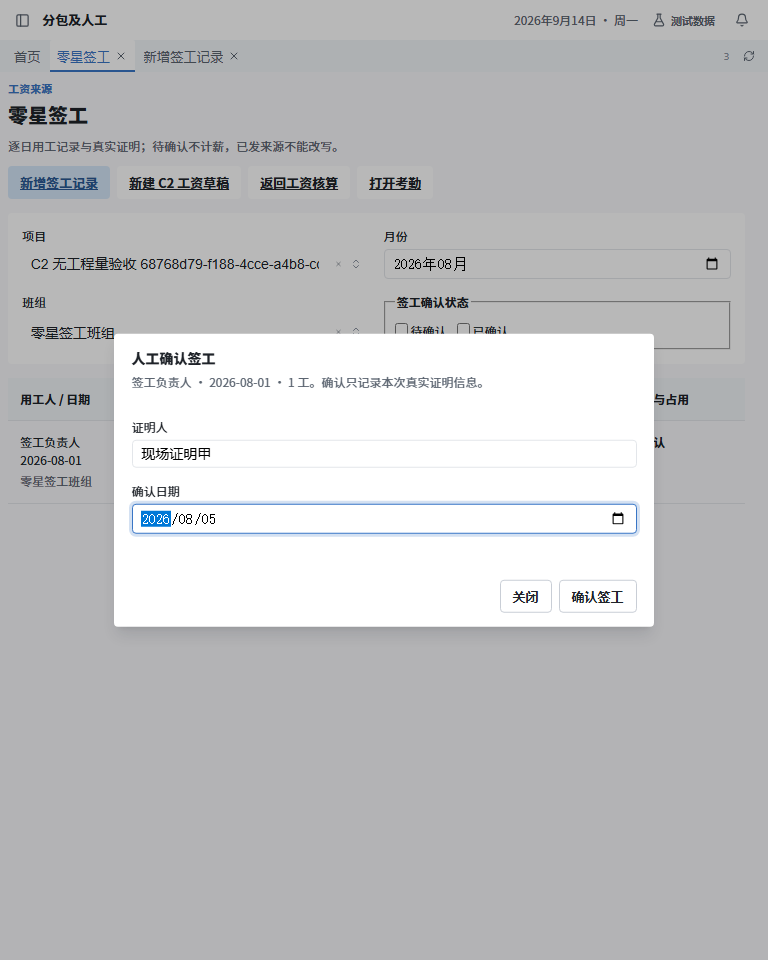 分包及人工
2026年9月14日 • 周一 测试数据
首页 零星签工 × 新增签工记录 × 3
工资来源
零星签工
逐日用工记录与真实证明；待确认不计薪，已发来源不能改写。
新增签工记录 新建 C2 工资草稿 返回工资核算 打开考勤
项目 月份
C2 无工程量验收 68768d79-f188-4cce-a4b8-c 2026年08月
班组 签工确认状态
零星签工班组 待确认 已确认
人工确认签工
签工负责人 • 2026-08-01 • 1 工。确认只记录本次真实证明信息。
用工人 / 日期 与占用
证明人
签工负责人 认
现场证明甲
2026-08-01
零星签工班组
确认日期
2026/08/05
关闭 确认签工